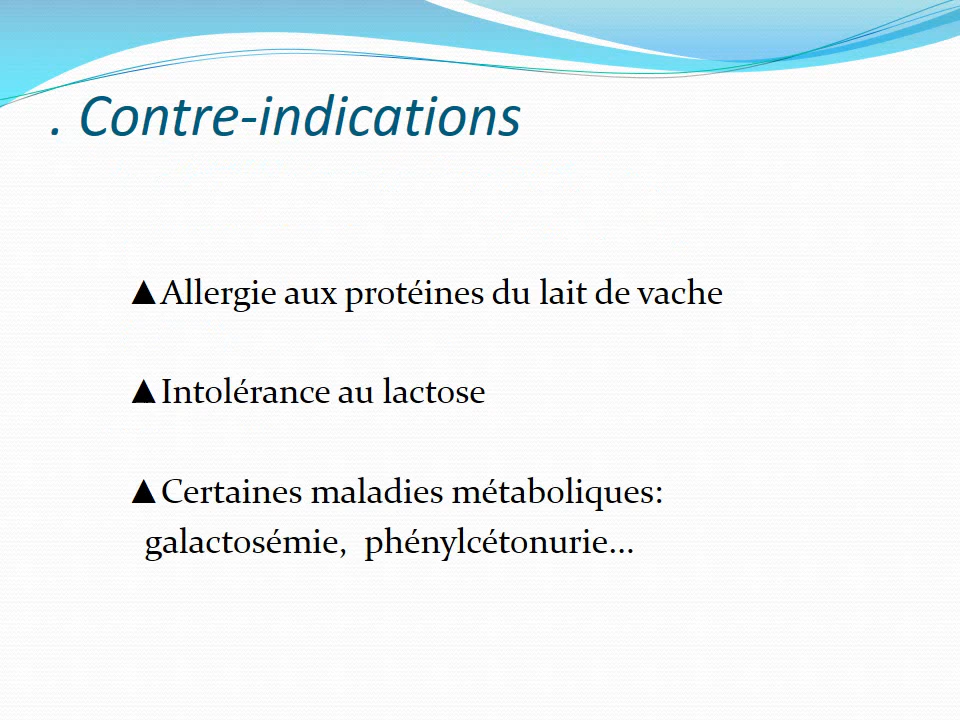 . Contre-indications
▲Allergie aux protéines du lait de vache
▲Intolérance au lactose
▲Certaines maladies métaboliques:
galactosémie, phénylcétonurie...